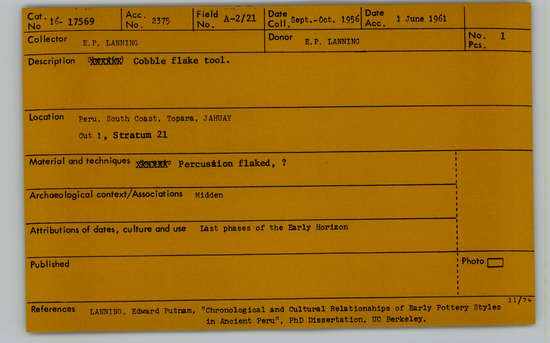 Cat. No 16- 17569 Acc. No. 2375 Field No. A-2/21 Date Coll. Sept.-Oct. 1956 Date Acc. 1 June 1961
Collector E.P. LANNING Donor E.P. LANNING No. Pcs. 1
Description Cobble flake tool.
Location Peru, South Coast, Topara, JAHUAY
Cut 1, Stratum 21
Material and techniques Percussion flaked, ?
Archaeological context/Associations Midden
Attributions of dates, culture and use Last phases of the Early Horizon
Published Photo
11/74
References LANNING, Edward Putnam, "Chronological and Cultural Relationships of Early Pottery Styles
in Ancient Peru", PhD Dissertation, UC Berkeley.